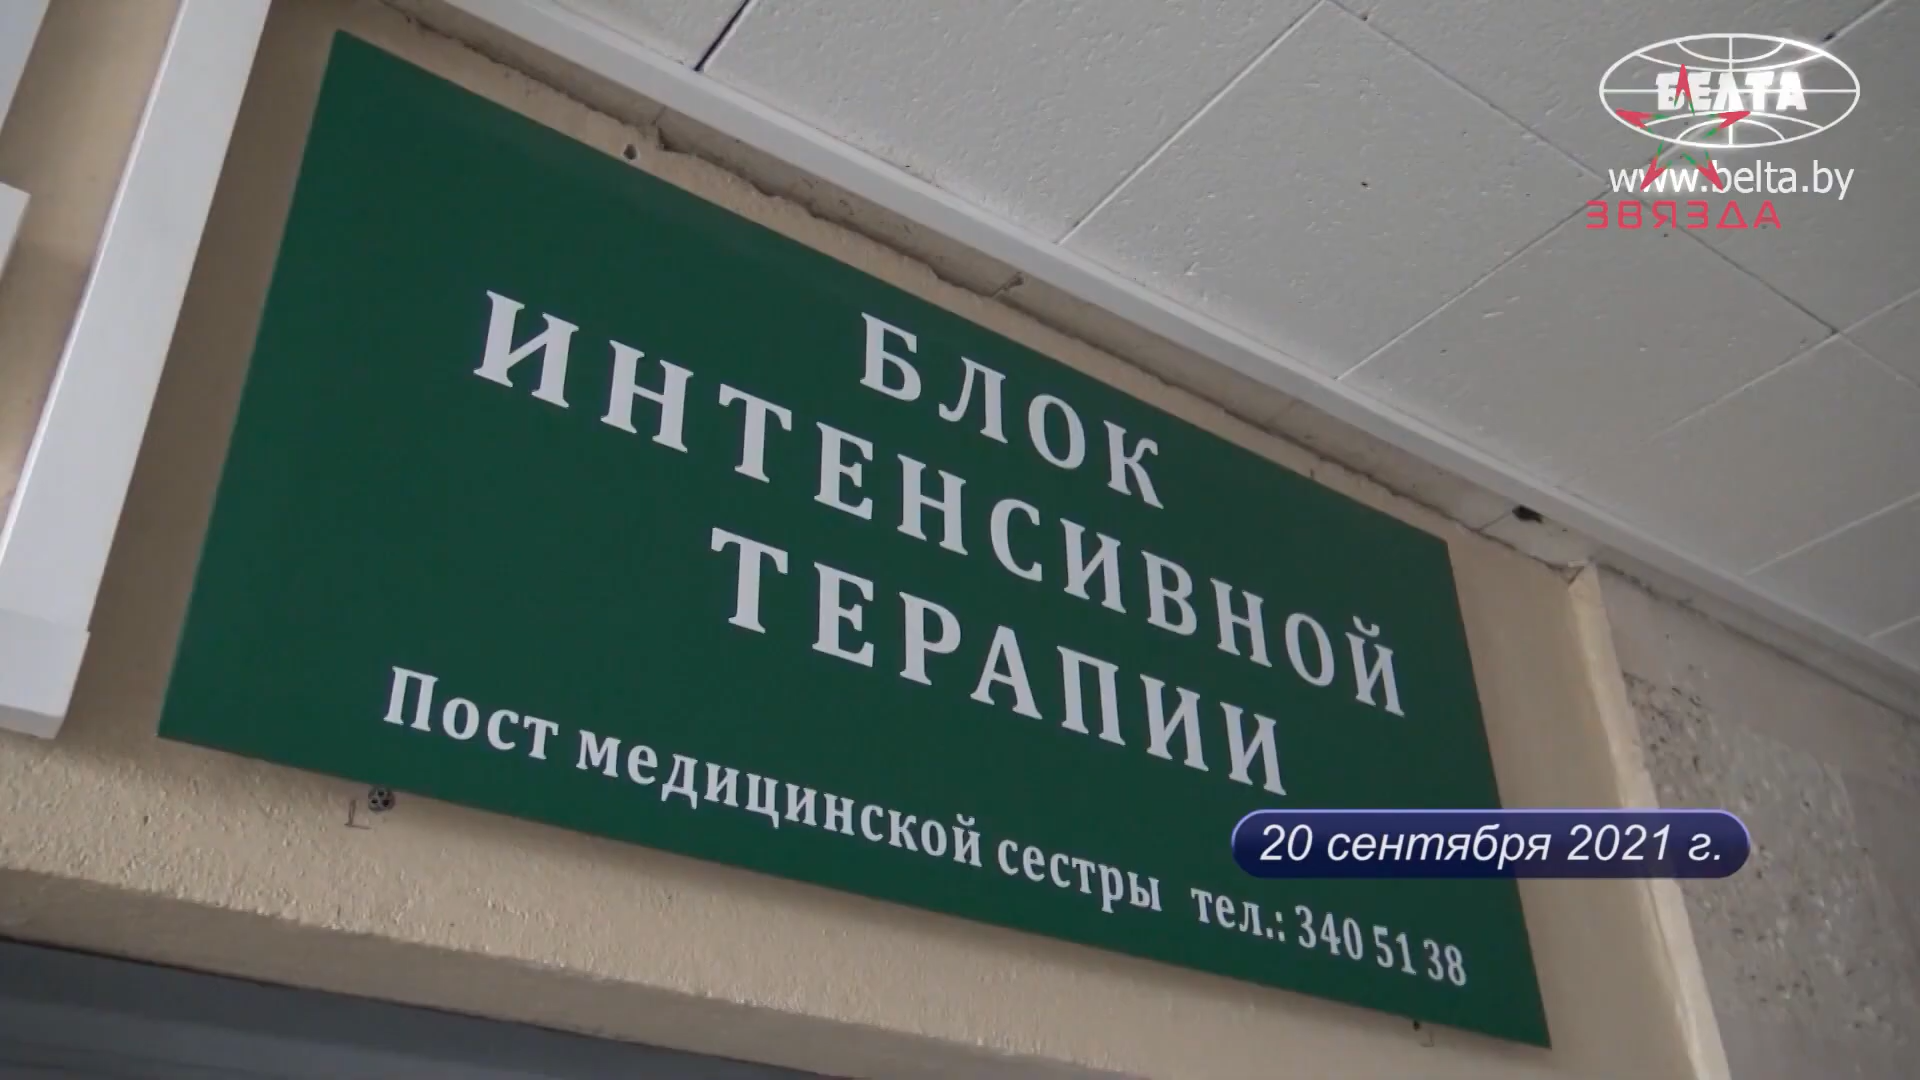 БЕЛТА
www.belta.by
ЗВЯЗДА
БЛОК
ИНТЕНСИВНОЙ
ТЕРАПИИ
Пост медицинской сестры тел.: 340 51 38
20 сентября 2021 г.